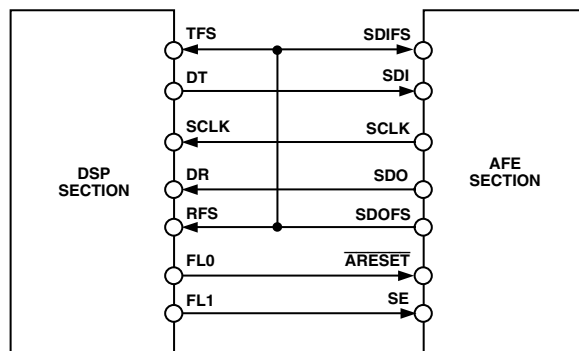 TFS SDIFS
DT SDI
SCLK SCLK
DSP
SECTION
AFE
SECTION
DR SDO
RFS SDOFS
FL0 ARESET
FL1 SE